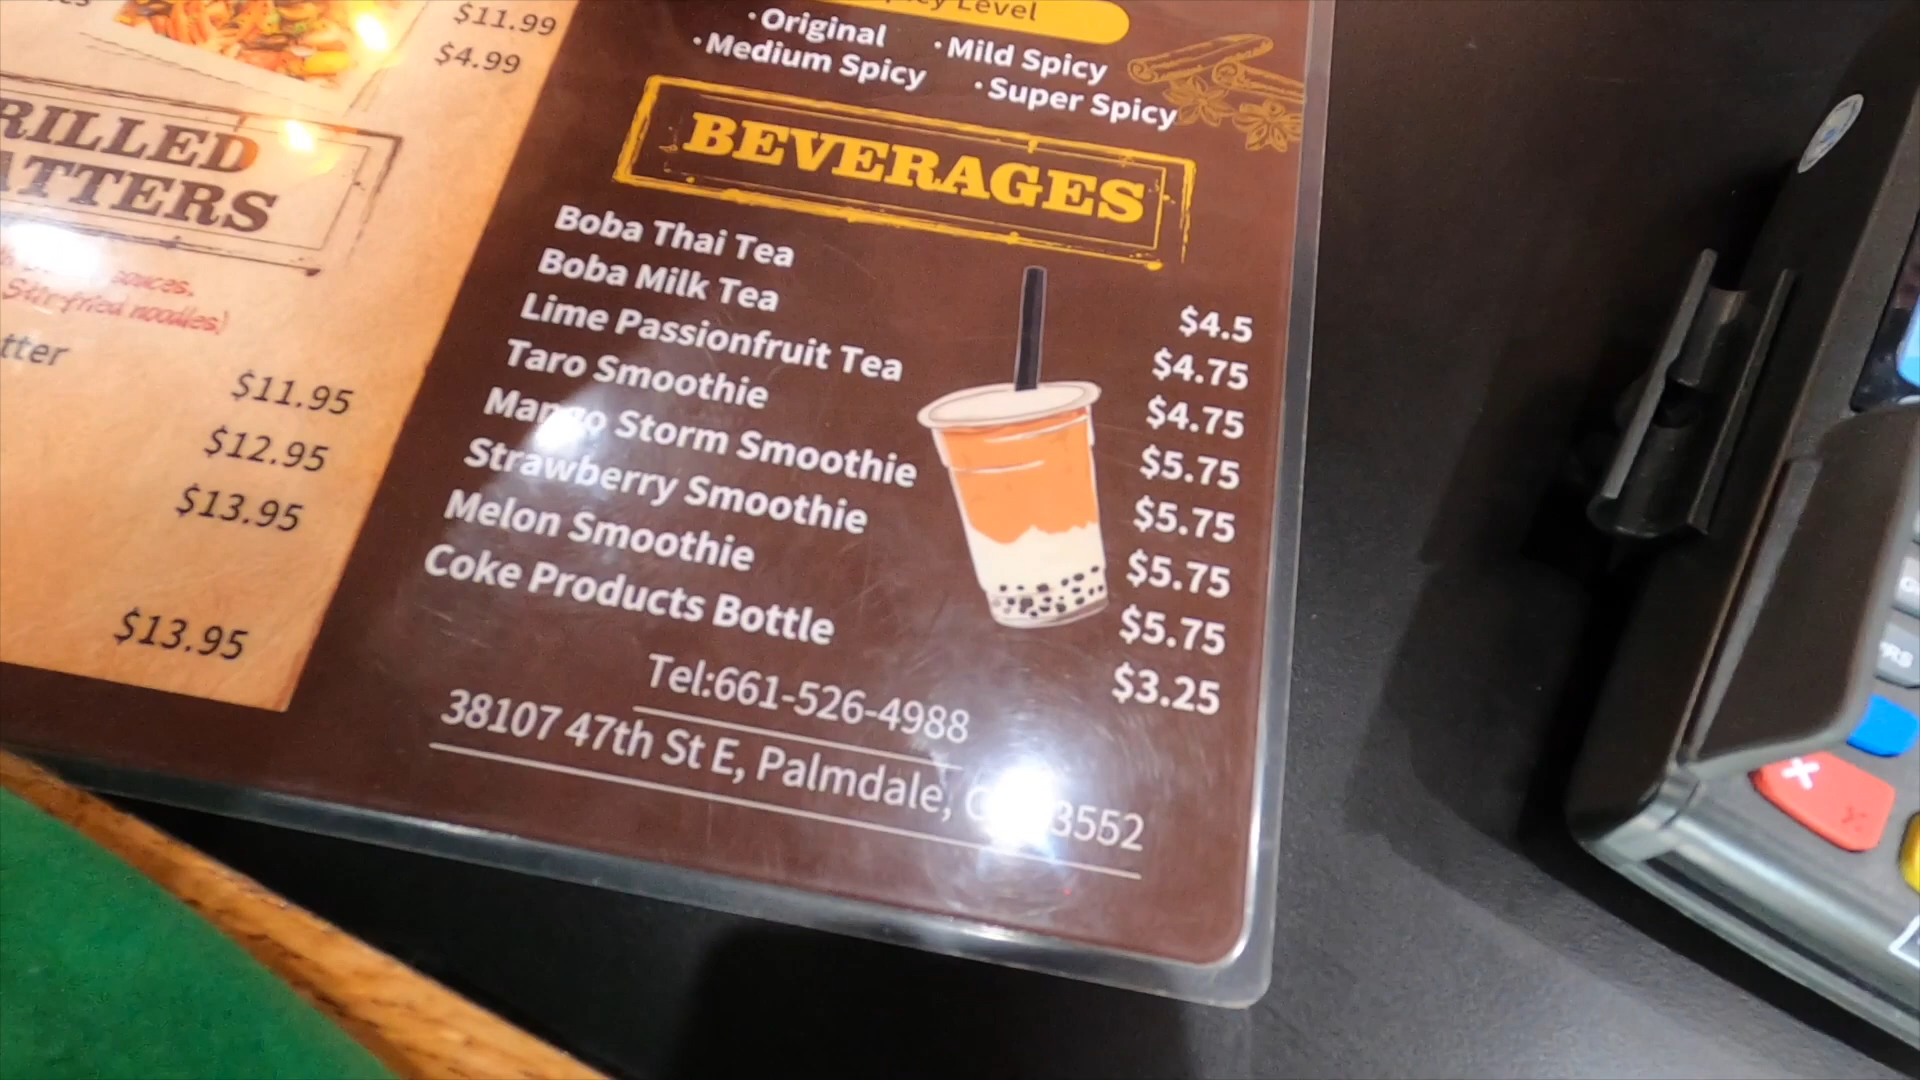 $11.99
$4.99
RILLED
ATTERS
sauces.
Stir-fried noodles)
tter
$11.95
$12.95
$13.95
$13.95
Level
·Original ·Mild Spicy
·Medium Spicy ·Super Spicy
BEVERAGES
Boba Thai Tea $4.5
Boba Milk Tea $4.75
Lime Passionfruit Tea $4.75
Taro Smoothie $5.75
Mango Storm Smoothie $5.75
Strawberry Smoothie $5.75
Melon Smoothie $5.75
Coke Products Bottle $3.25
Tel:661-526-4988
38107 47th St E, Palmdale, 3552